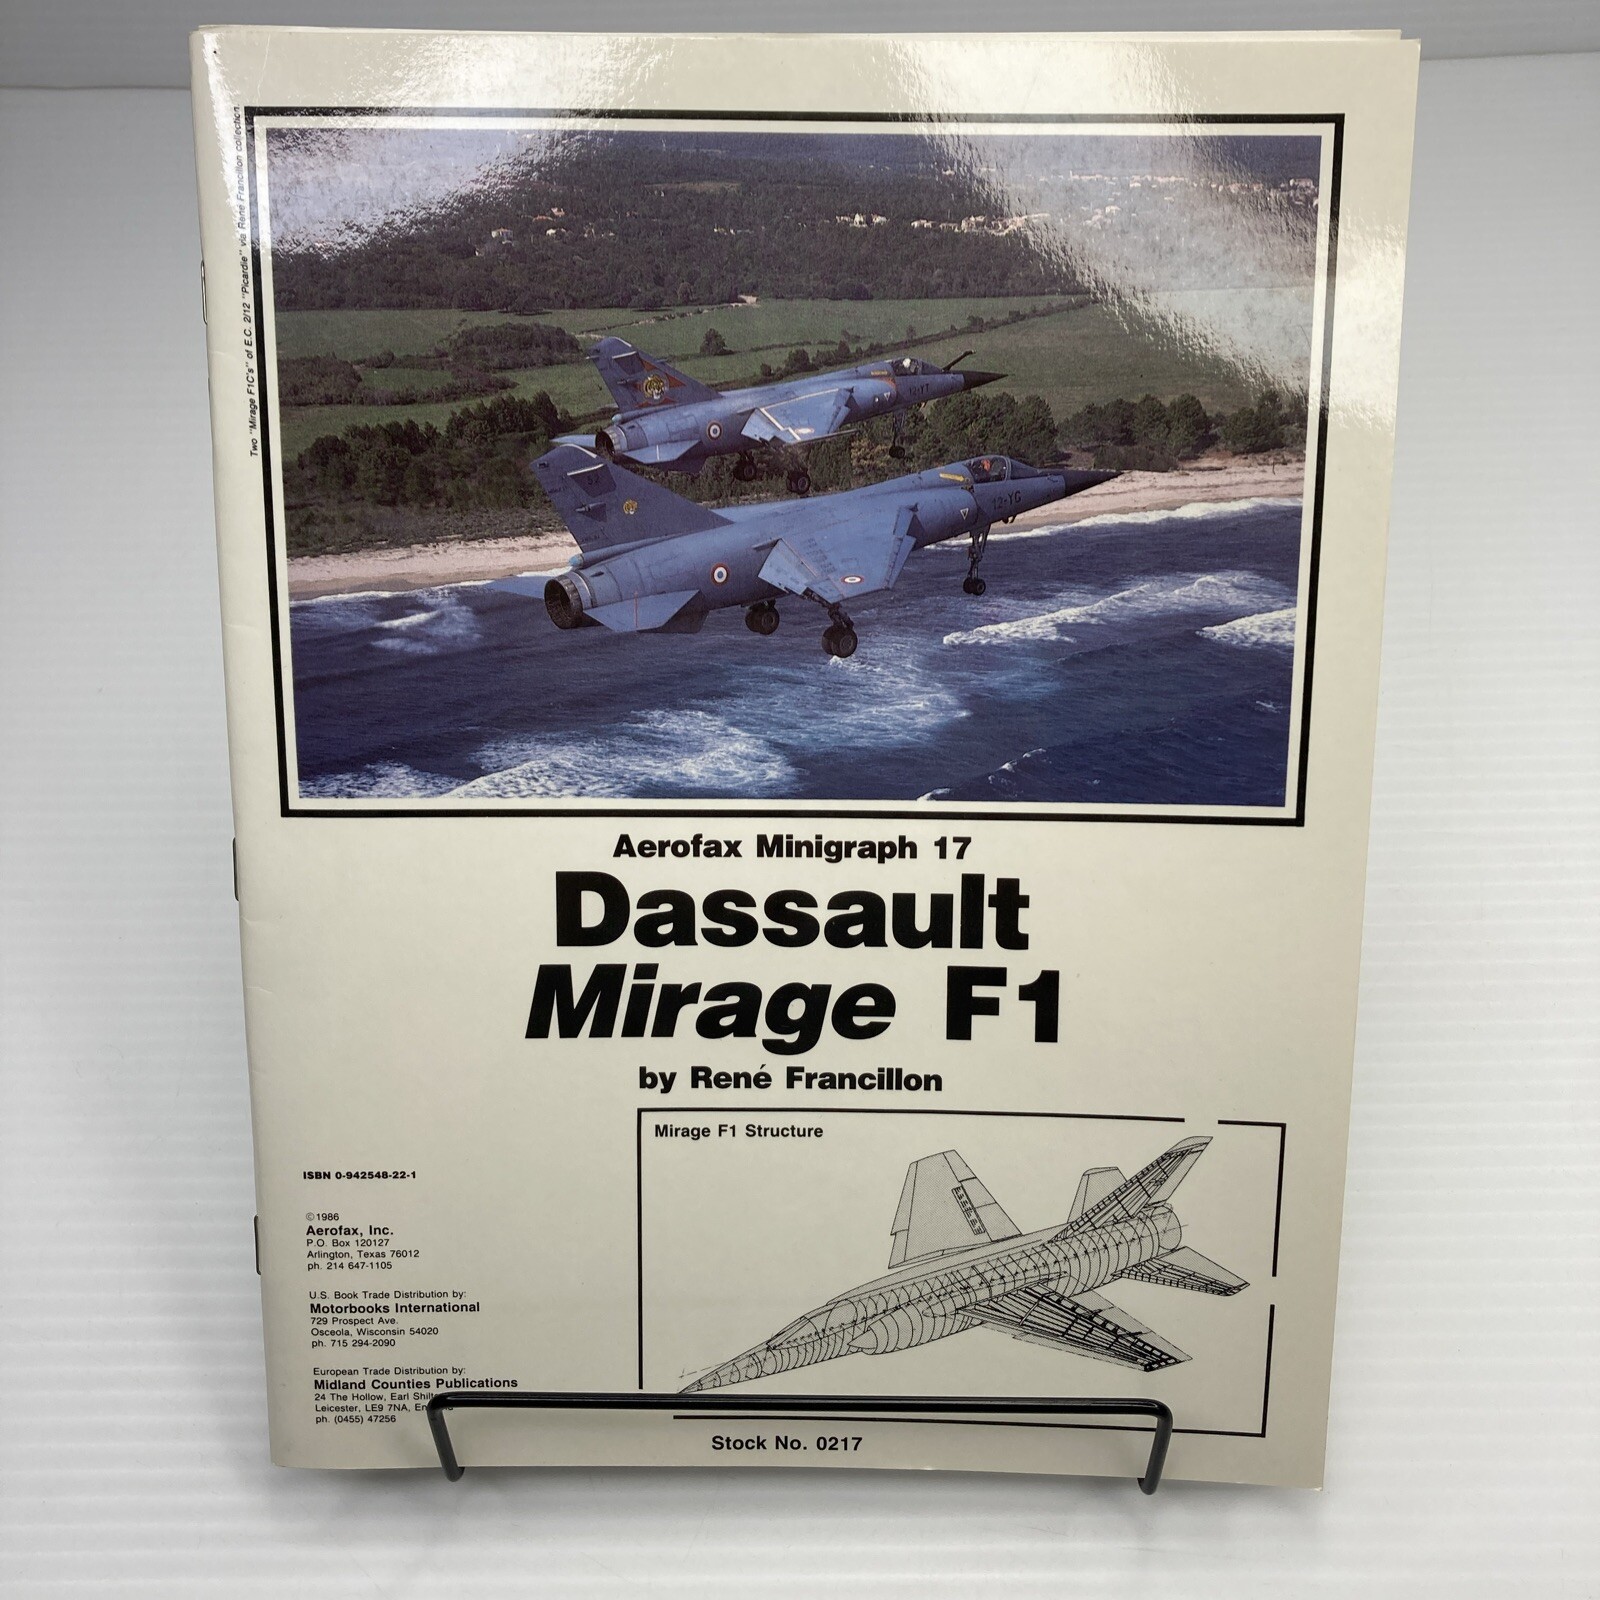 Two "Mirage F1C's" of E.C. 2/12 "Picardie" via René Francillon collection.
12-YT
12-YG
Aerofax Minigraph 17
Dassault
Mirage F1
by René Francillon
Mirage F1 Structure
ISBN 0-942548-22-1
©1986
Aerofax, Inc.
P.O. Box 120127
Arlington, Texas 76012
ph. 214 647-1105
U.S. Book Trade Distribution by:
Motorbooks International
729 Prospect Ave.
Osceola, Wisconsin 54020
ph. 715 294-2090
European Trade Distribution by:
Midland Counties Publications
24 The Hollow, Earl
Leicester, LE9 7NA,
ph. (0455) 47256
Stock No. 0217